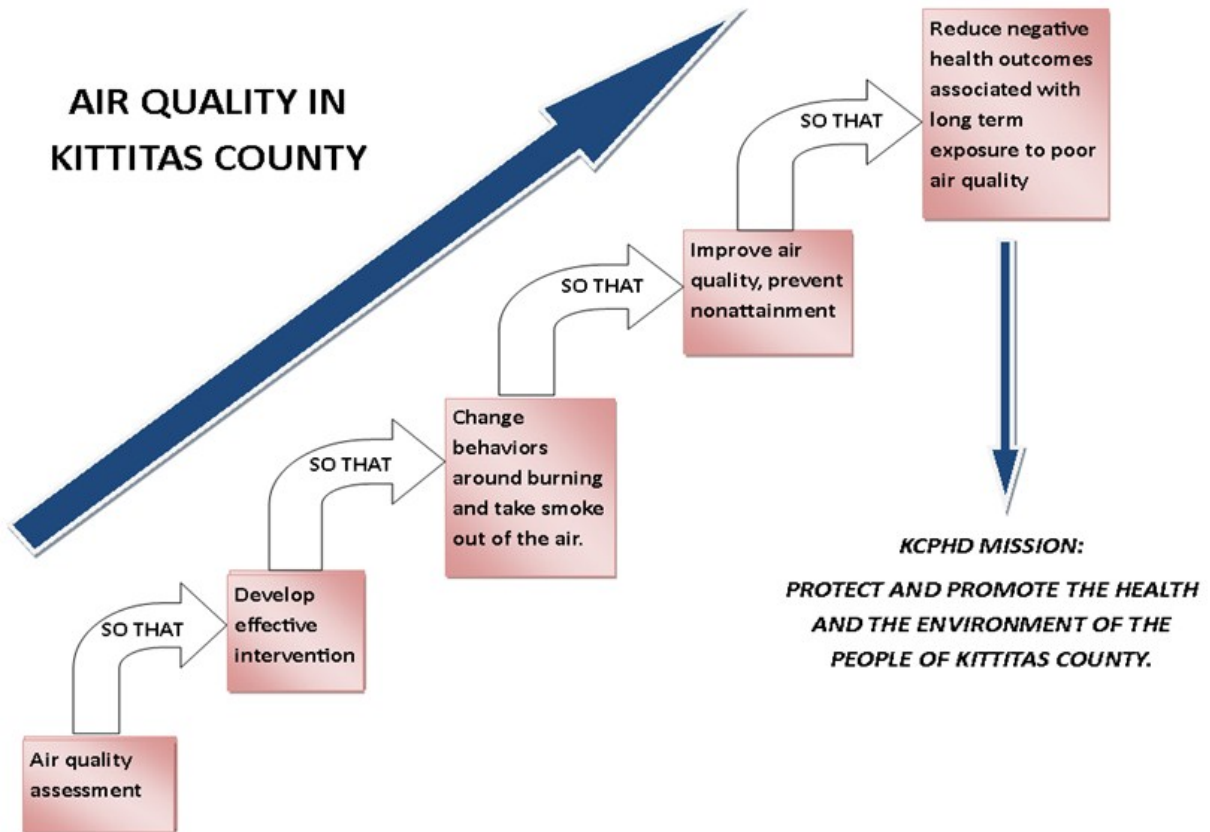 AIR QUALITY IN
KITTITAS COUNTY
Reduce negative
health outcomes
associated with
long term
exposure to poor
air quality
SO THAT
Improve air
quality, prevent
nonattainment
SO THAT
Change
behaviors
around burning
and take smoke
out of the air.
SO THAT
Develop
effective
intervention
SO THAT
Air quality
assessment
KCPHD MISSION:
PROTECT AND PROMOTE THE HEALTH
AND THE ENVIRONMENT OF THE
PEOPLE OF KITTITAS COUNTY.